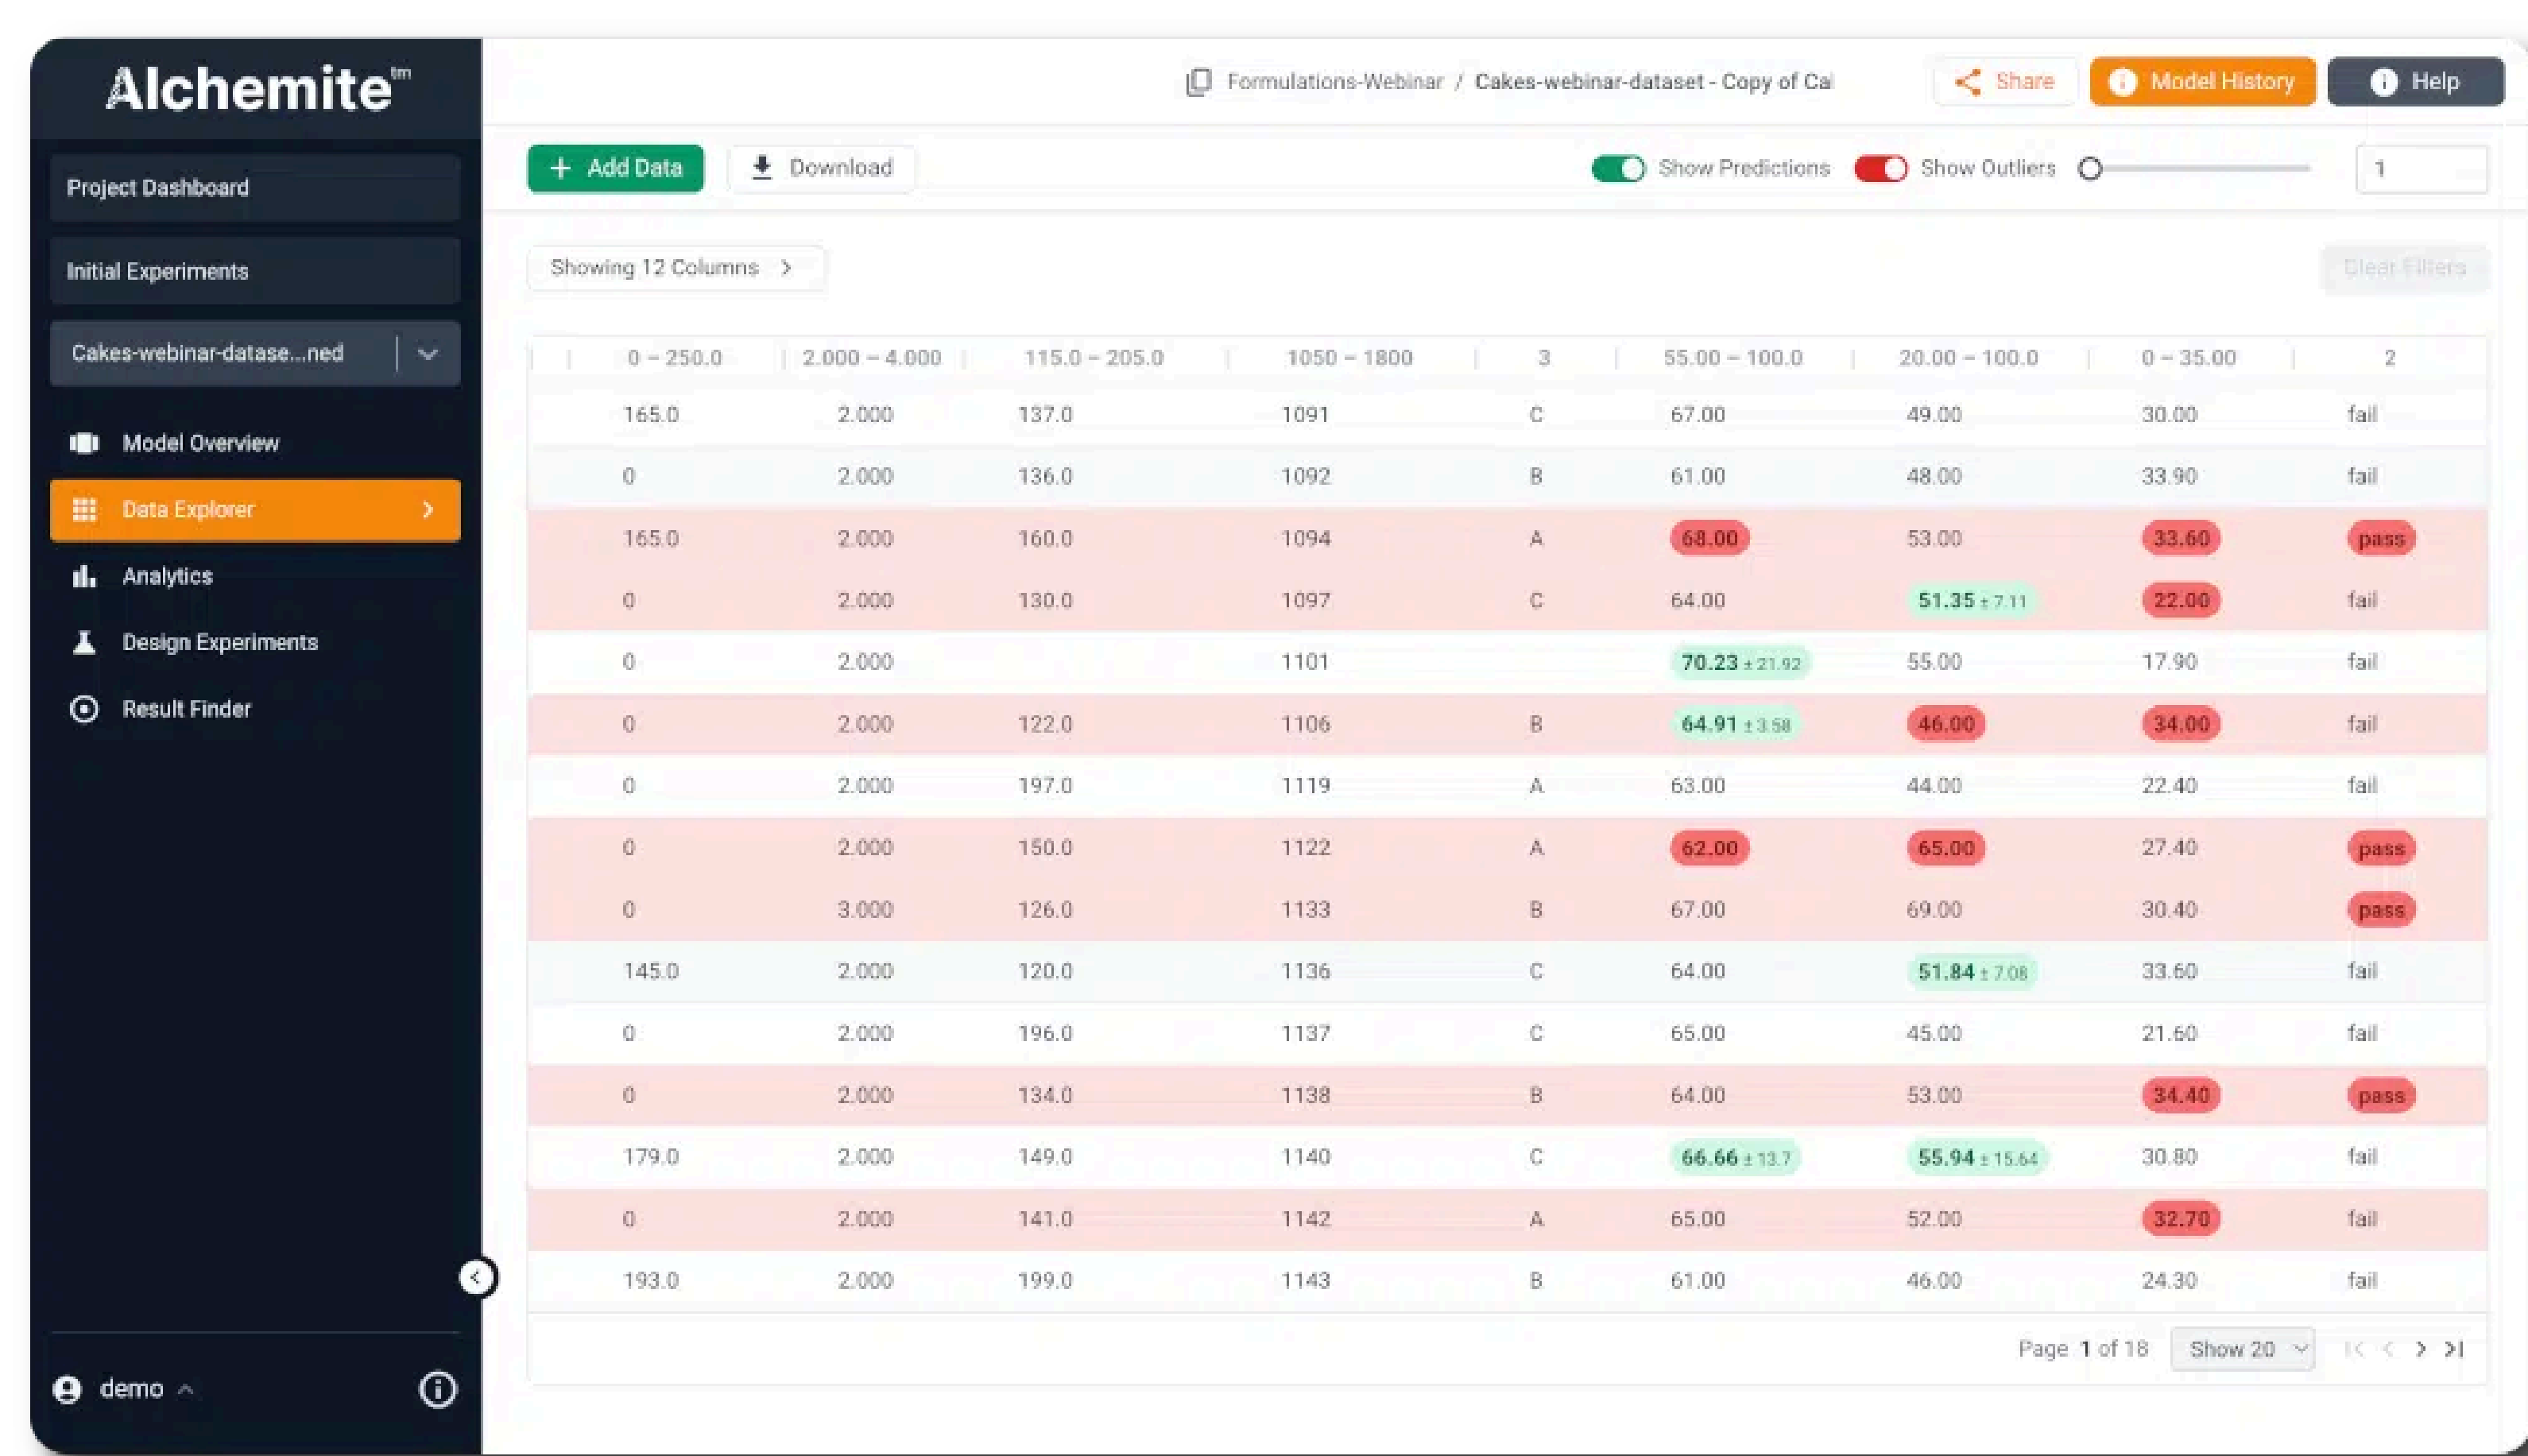 Alchemite™
Formulations-Webinar / Cakes-webinar-dataset - Copy of Ca
Share
Model History
Help
Project Dashboard
Initial Experiments
Cakes-webinar-datase...ned
Model Overview
Data Explorer
Analytics
Design Experiments
Result Finder
demo
+ Add Data
Download
Show Predictions
Show Outliers
1
Showing 12 Columns
Clear Filters
0 – 250.0 2.000 – 4.000 115.0 – 205.0 1050 – 1800 3 55.00 – 100.0 20.00 – 100.0 0 – 35.00 2
165.0 2.000 137.0 1091 C 67.00 49.00 30.00 fail
0 2.000 136.0 1092 B 61.00 48.00 33.90 fail
165.0 2.000 160.0 1094 A 68.00 53.00 33.60 pass
0 2.000 130.0 1097 C 64.00 51.35 ± 7.11 22.00 fail
0 2.000 1101 70.23 ± 21.92 55.00 17.90 fail
0 2.000 122.0 1106 B 64.91 ± 3.58 46.00 34.00 fail
0 2.000 197.0 1119 A 63.00 44.00 22.40 fail
0 2.000 150.0 1122 A 62.00 65.00 27.40 pass
0 3.000 126.0 1133 B 67.00 69.00 30.40 pass
145.0 2.000 120.0 1136 C 64.00 51.84 ± 7.08 33.60 fail
0 2.000 196.0 1137 C 65.00 45.00 21.60 fail
0 2.000 134.0 1138 B 64.00 53.00 34.40 pass
179.0 2.000 149.0 1140 C 66.66 ± 13.7 55.94 ± 15.64 30.80 fail
0 2.000 141.0 1142 A 65.00 52.00 32.70 fail
193.0 2.000 199.0 1143 B 61.00 46.00 24.30 fail
Page 1 of 18 Show 20